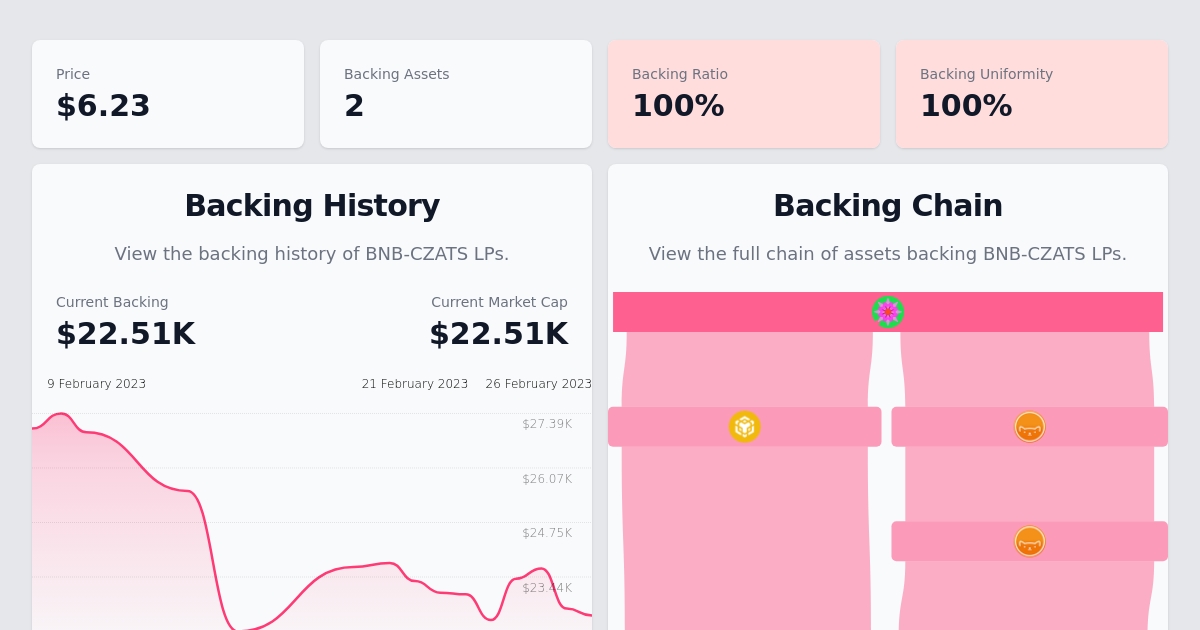 Price
$6.23
Backing Assets
2
Backing Ratio
100%
Backing Uniformity
100%
Backing History
View the backing history of BNB-CZATS LPs.
Current Backing
$22.51K
Current Market Cap
$22.51K
9 February 2023
21 February 2023
26 February 2023
$27.39K
$26.07K
$24.75K
$23.44K
Backing Chain
View the full chain of assets backing BNB-CZATS LPs.